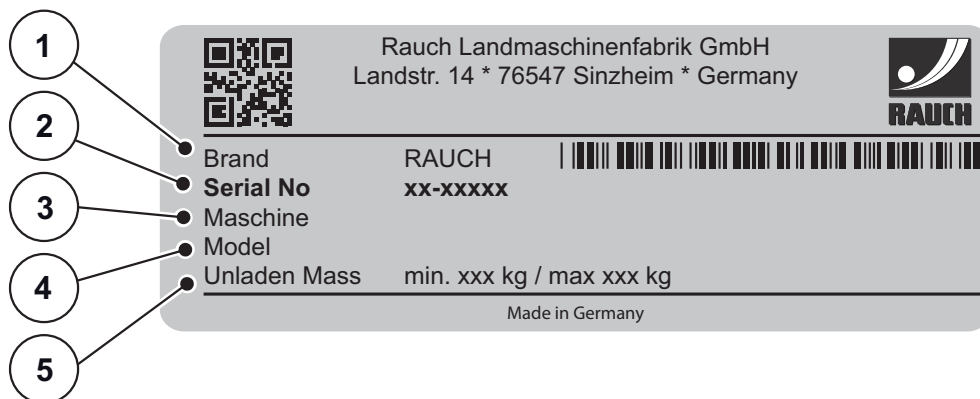 Rauch Landmaschinenfabrik GmbH
Landstr. 14 * 76547 Sinzheim * Germany
RAUCH
1
2
3
4
5
Brand RAUCH
Serial No xx-xxxxx
Maschine
Model
Unladen Mass min. xxx kg / max xxx kg
Made in Germany